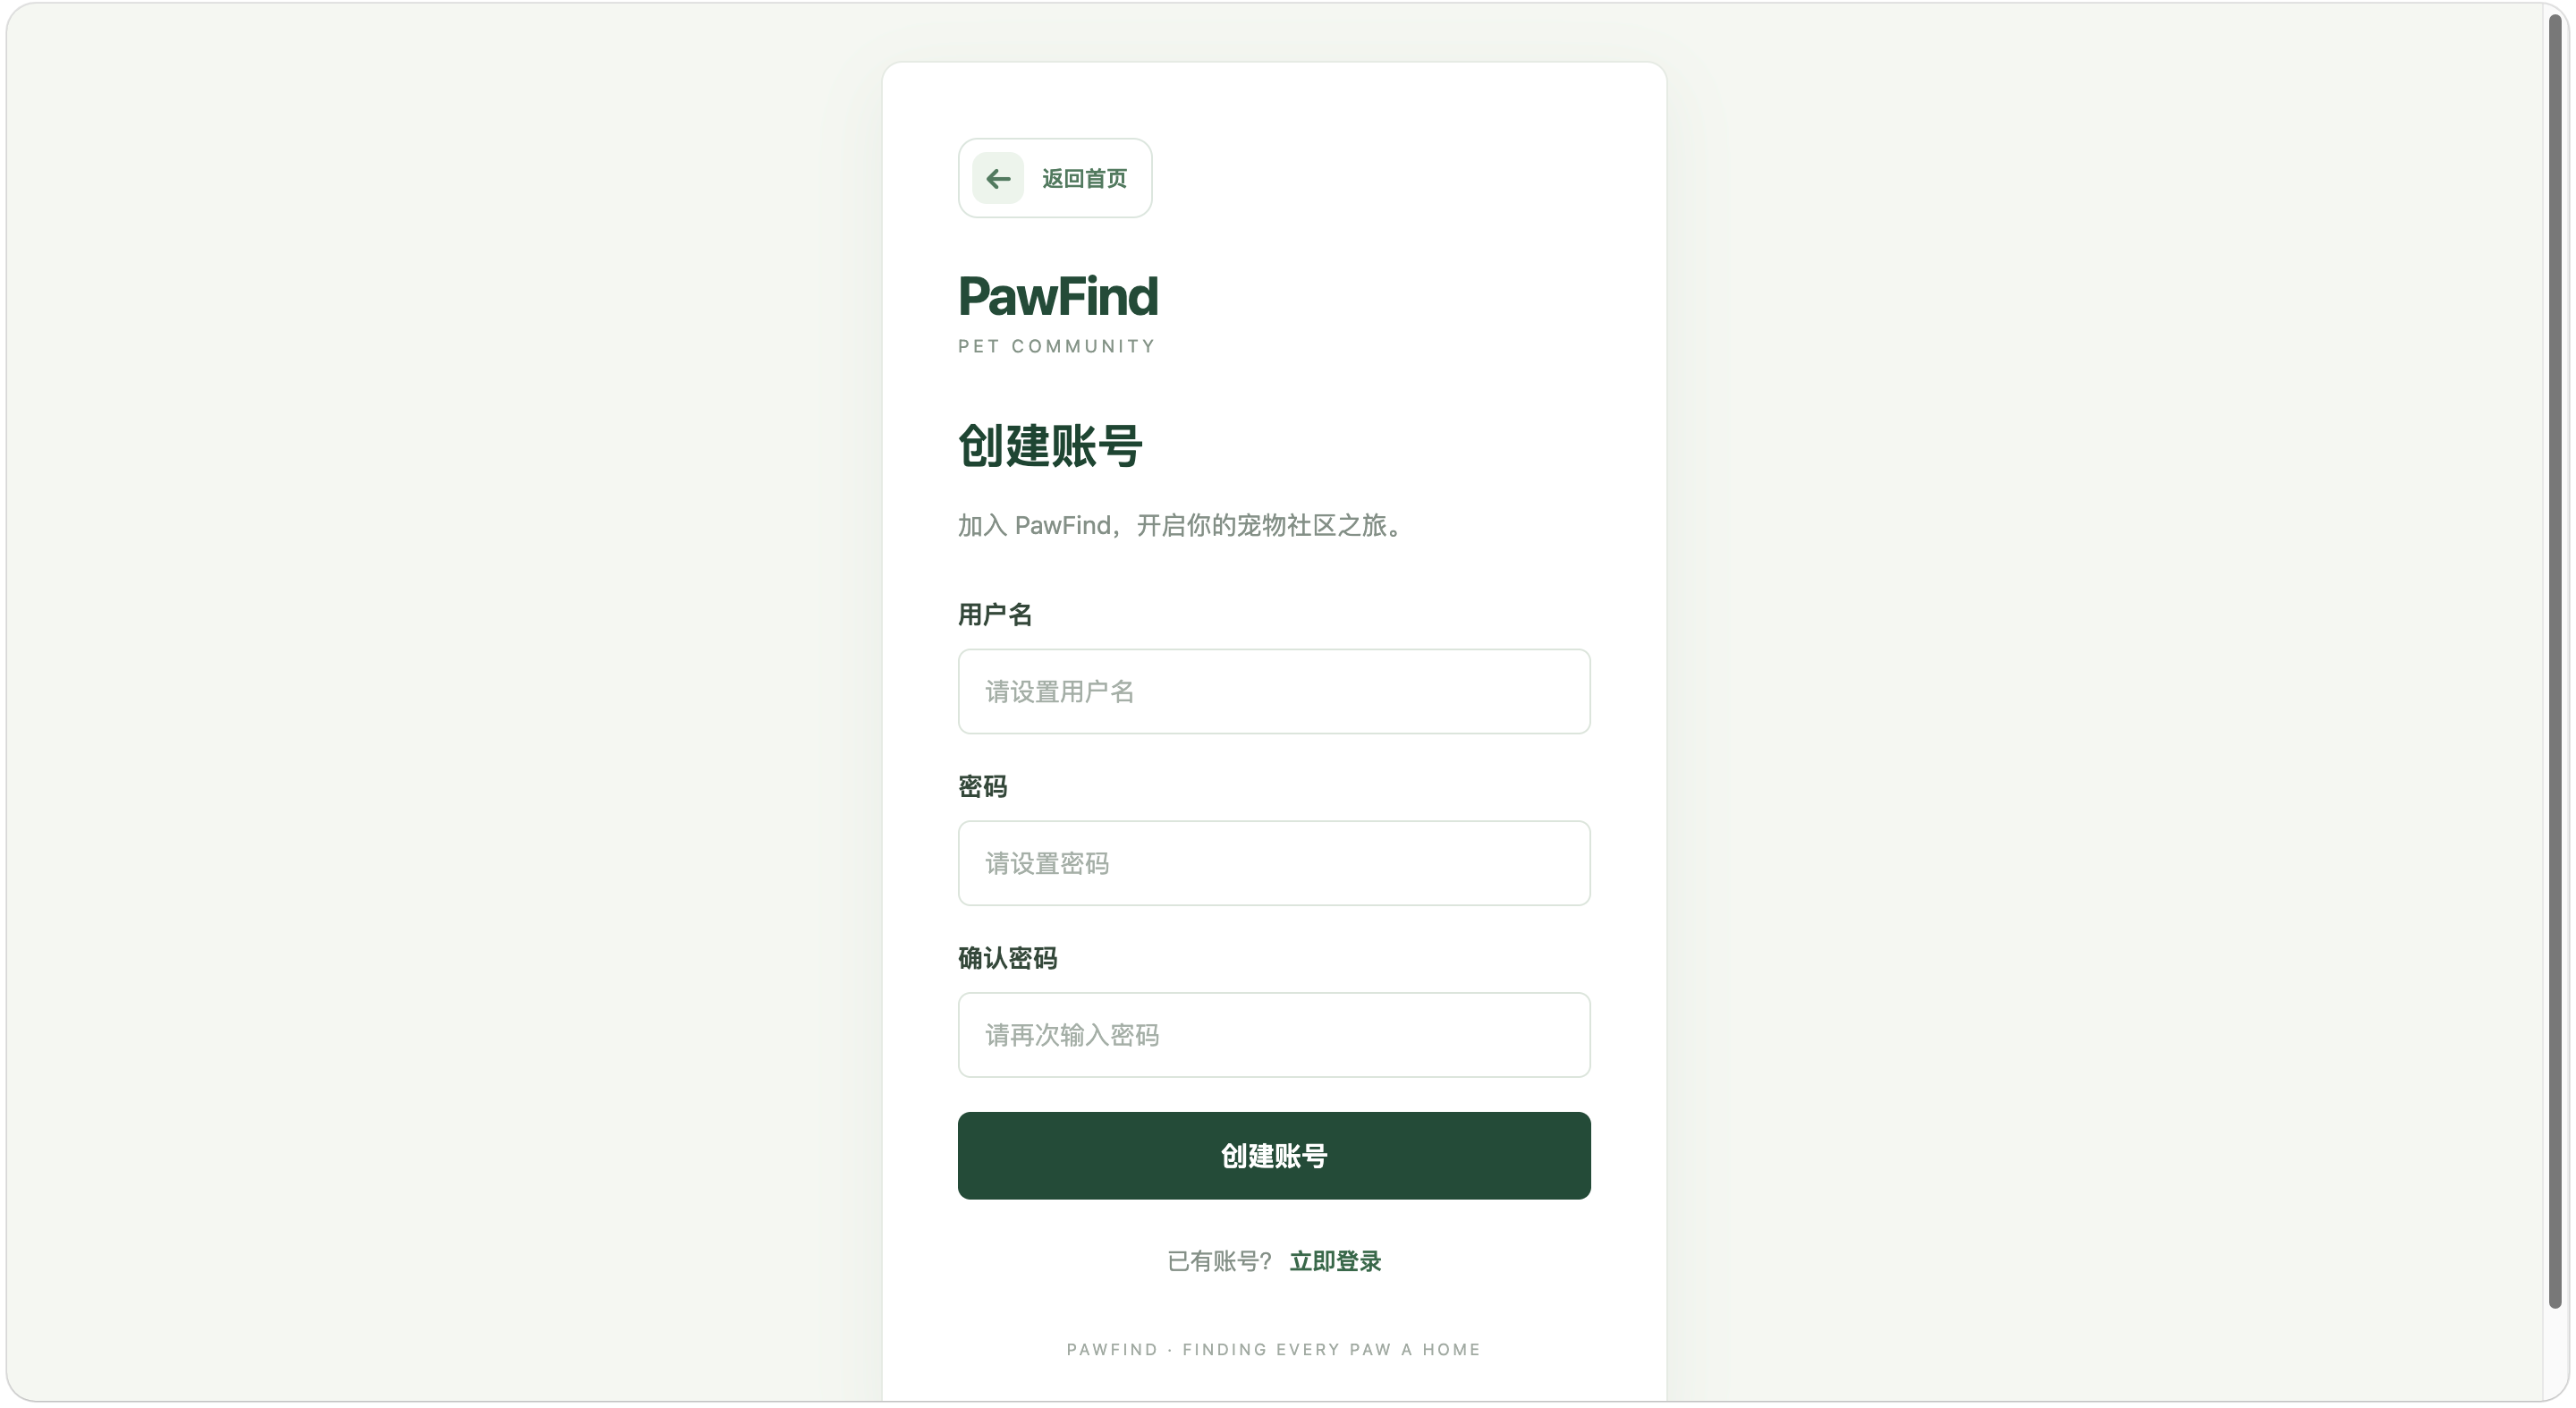 返回首页
PawFind
PET COMMUNITY
创建账号
加入 PawFind，开启你的宠物社区之旅。
用户名
请设置用户名
密码
请设置密码
确认密码
请再次输入密码
创建账号
已有账号？ 立即登录
PAWFIND · FINDING EVERY PAW A HOME